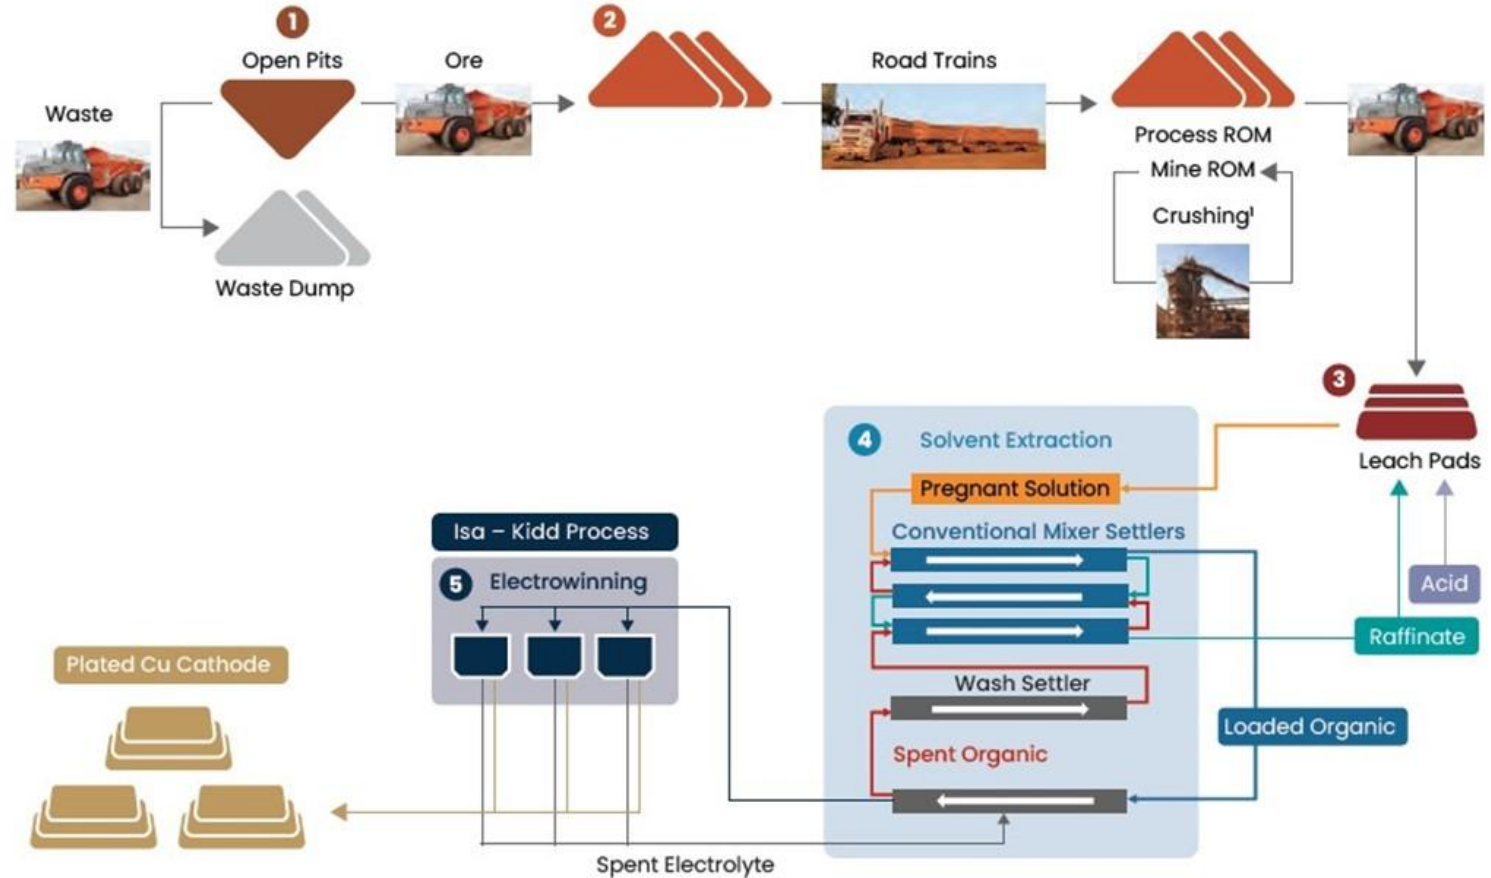 1
Open Pits
Ore
2
Road Trains
Waste
Process ROM
Mine ROM
Crushing¹
Waste Dump
3
Leach Pads
4
Solvent Extraction
Pregnant Solution
Conventional Mixer Settlers
Isa – Kidd Process
5
Electrowinning
Acid
Raffinate
Plated Cu Cathode
Wash Settler
Loaded Organic
Spent Organic
Spent Electrolyte